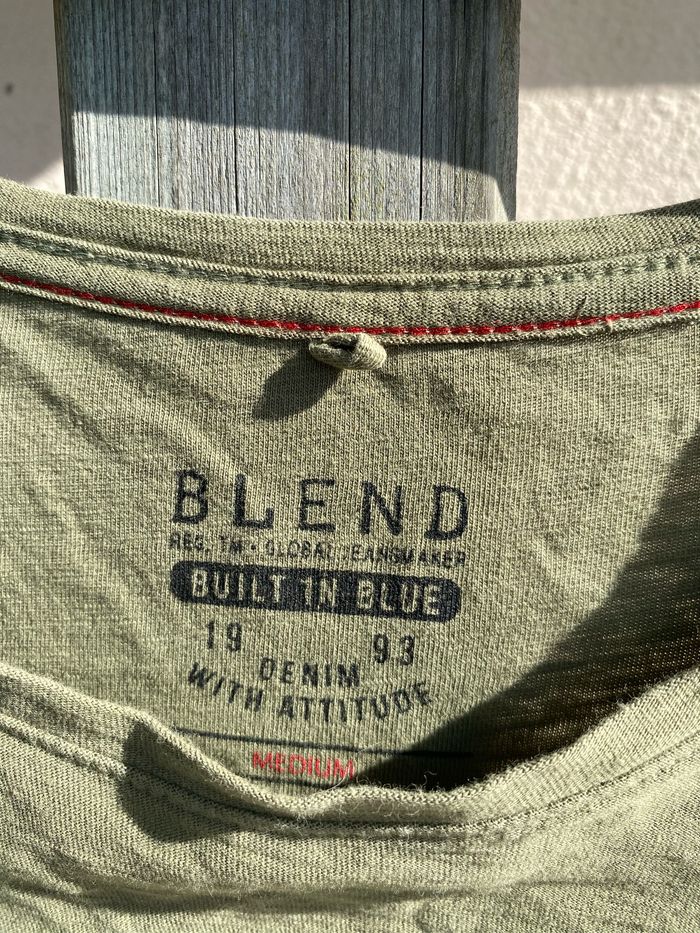 BLEND
REG. TM · GLOBAL JEANSMAKER
BUILT IN BLUE
19 93
DENIM
WITH ATTITUDE
MEDIUM